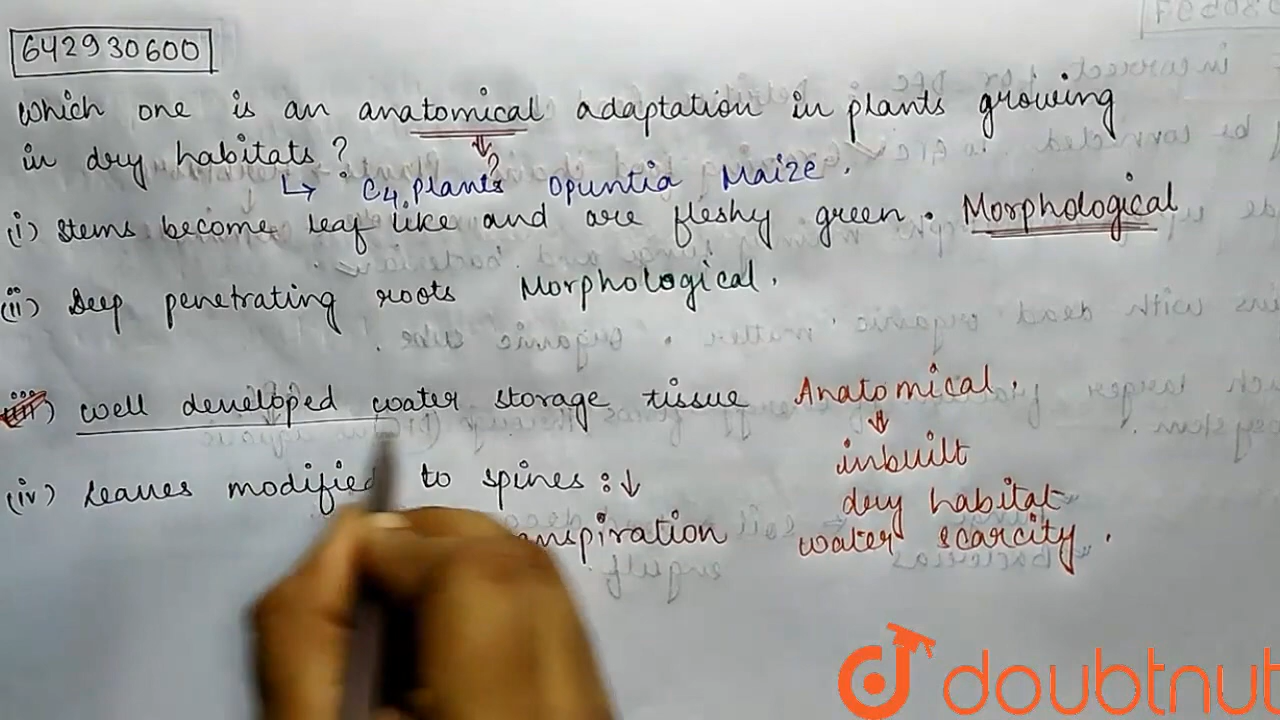 642930600
Which one is an anatomical adaptation in plants growing
in dry habitats?
?
↳ C4 plants Opuntia Maize.
(i) Stems become leaf like and are fleshy green. Morphological
(ii) Deep penetrating roots Morphological.
(iii) Well developed water storage tissue Anatomical.
inbuilt
(iv) Leaves modified to spines: ↓
dry habitat
water scarcity.
doubtnut